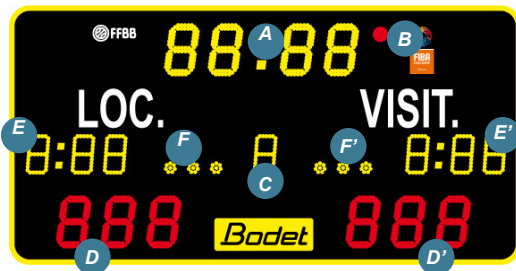 FFBB 88:88 A B
FIBA
LOC. VISIT.
E 8:88 F 8 F' 8:88 E'
C
888 Bodet 888
D D'